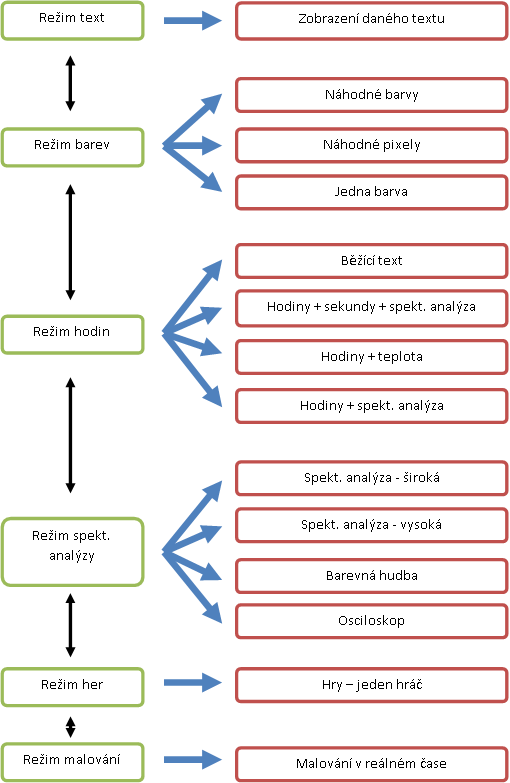 Režim text
Zobrazení daného textu
Režim barev
Náhodné barvy
Náhodné pixely
Jedna barva
Režim hodin
Běžící text
Hodiny + sekundy + spekt. analýza
Hodiny + teplota
Hodiny + spekt. analýza
Režim spekt.
analýzy
Spekt. analýza - široká
Spekt. analýza - vysoká
Barevná hudba
Osciloskop
Režim her
Hry – jeden hráč
Režim malování
Malování v reálném čase